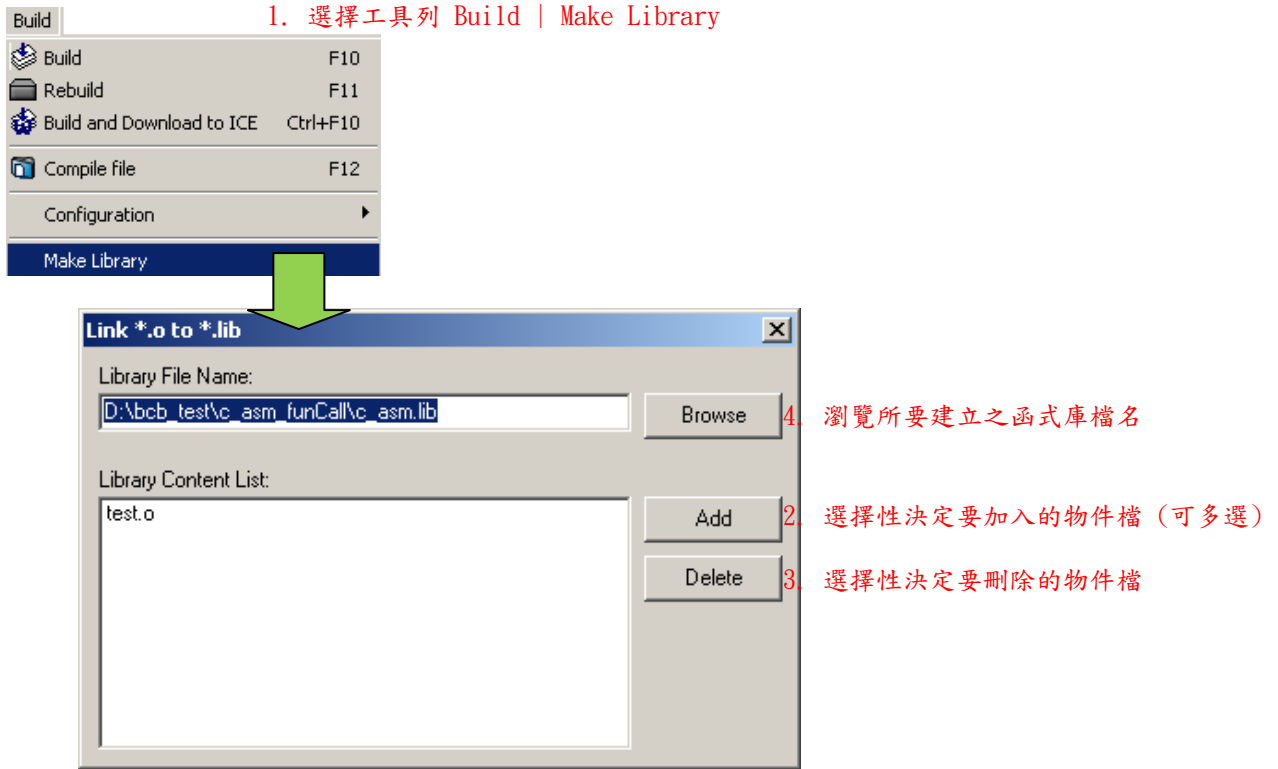 1. 選擇工具列 Build | Make Library
Build
Build F10
Rebuild F11
Build and Download to ICE Ctrl+F10
Compile file F12
Configuration
Make Library
Link *.o to *.lib
Library File Name:
D:\bcb_test\c_asm_funCall\c_asm.lib
Browse
4. 瀏覽所要建立之函式庫檔名
Library Content List:
test.o
Add
2. 選擇性決定要加入的物件檔 (可多選)
Delete
3. 選擇性決定要刪除的物件檔